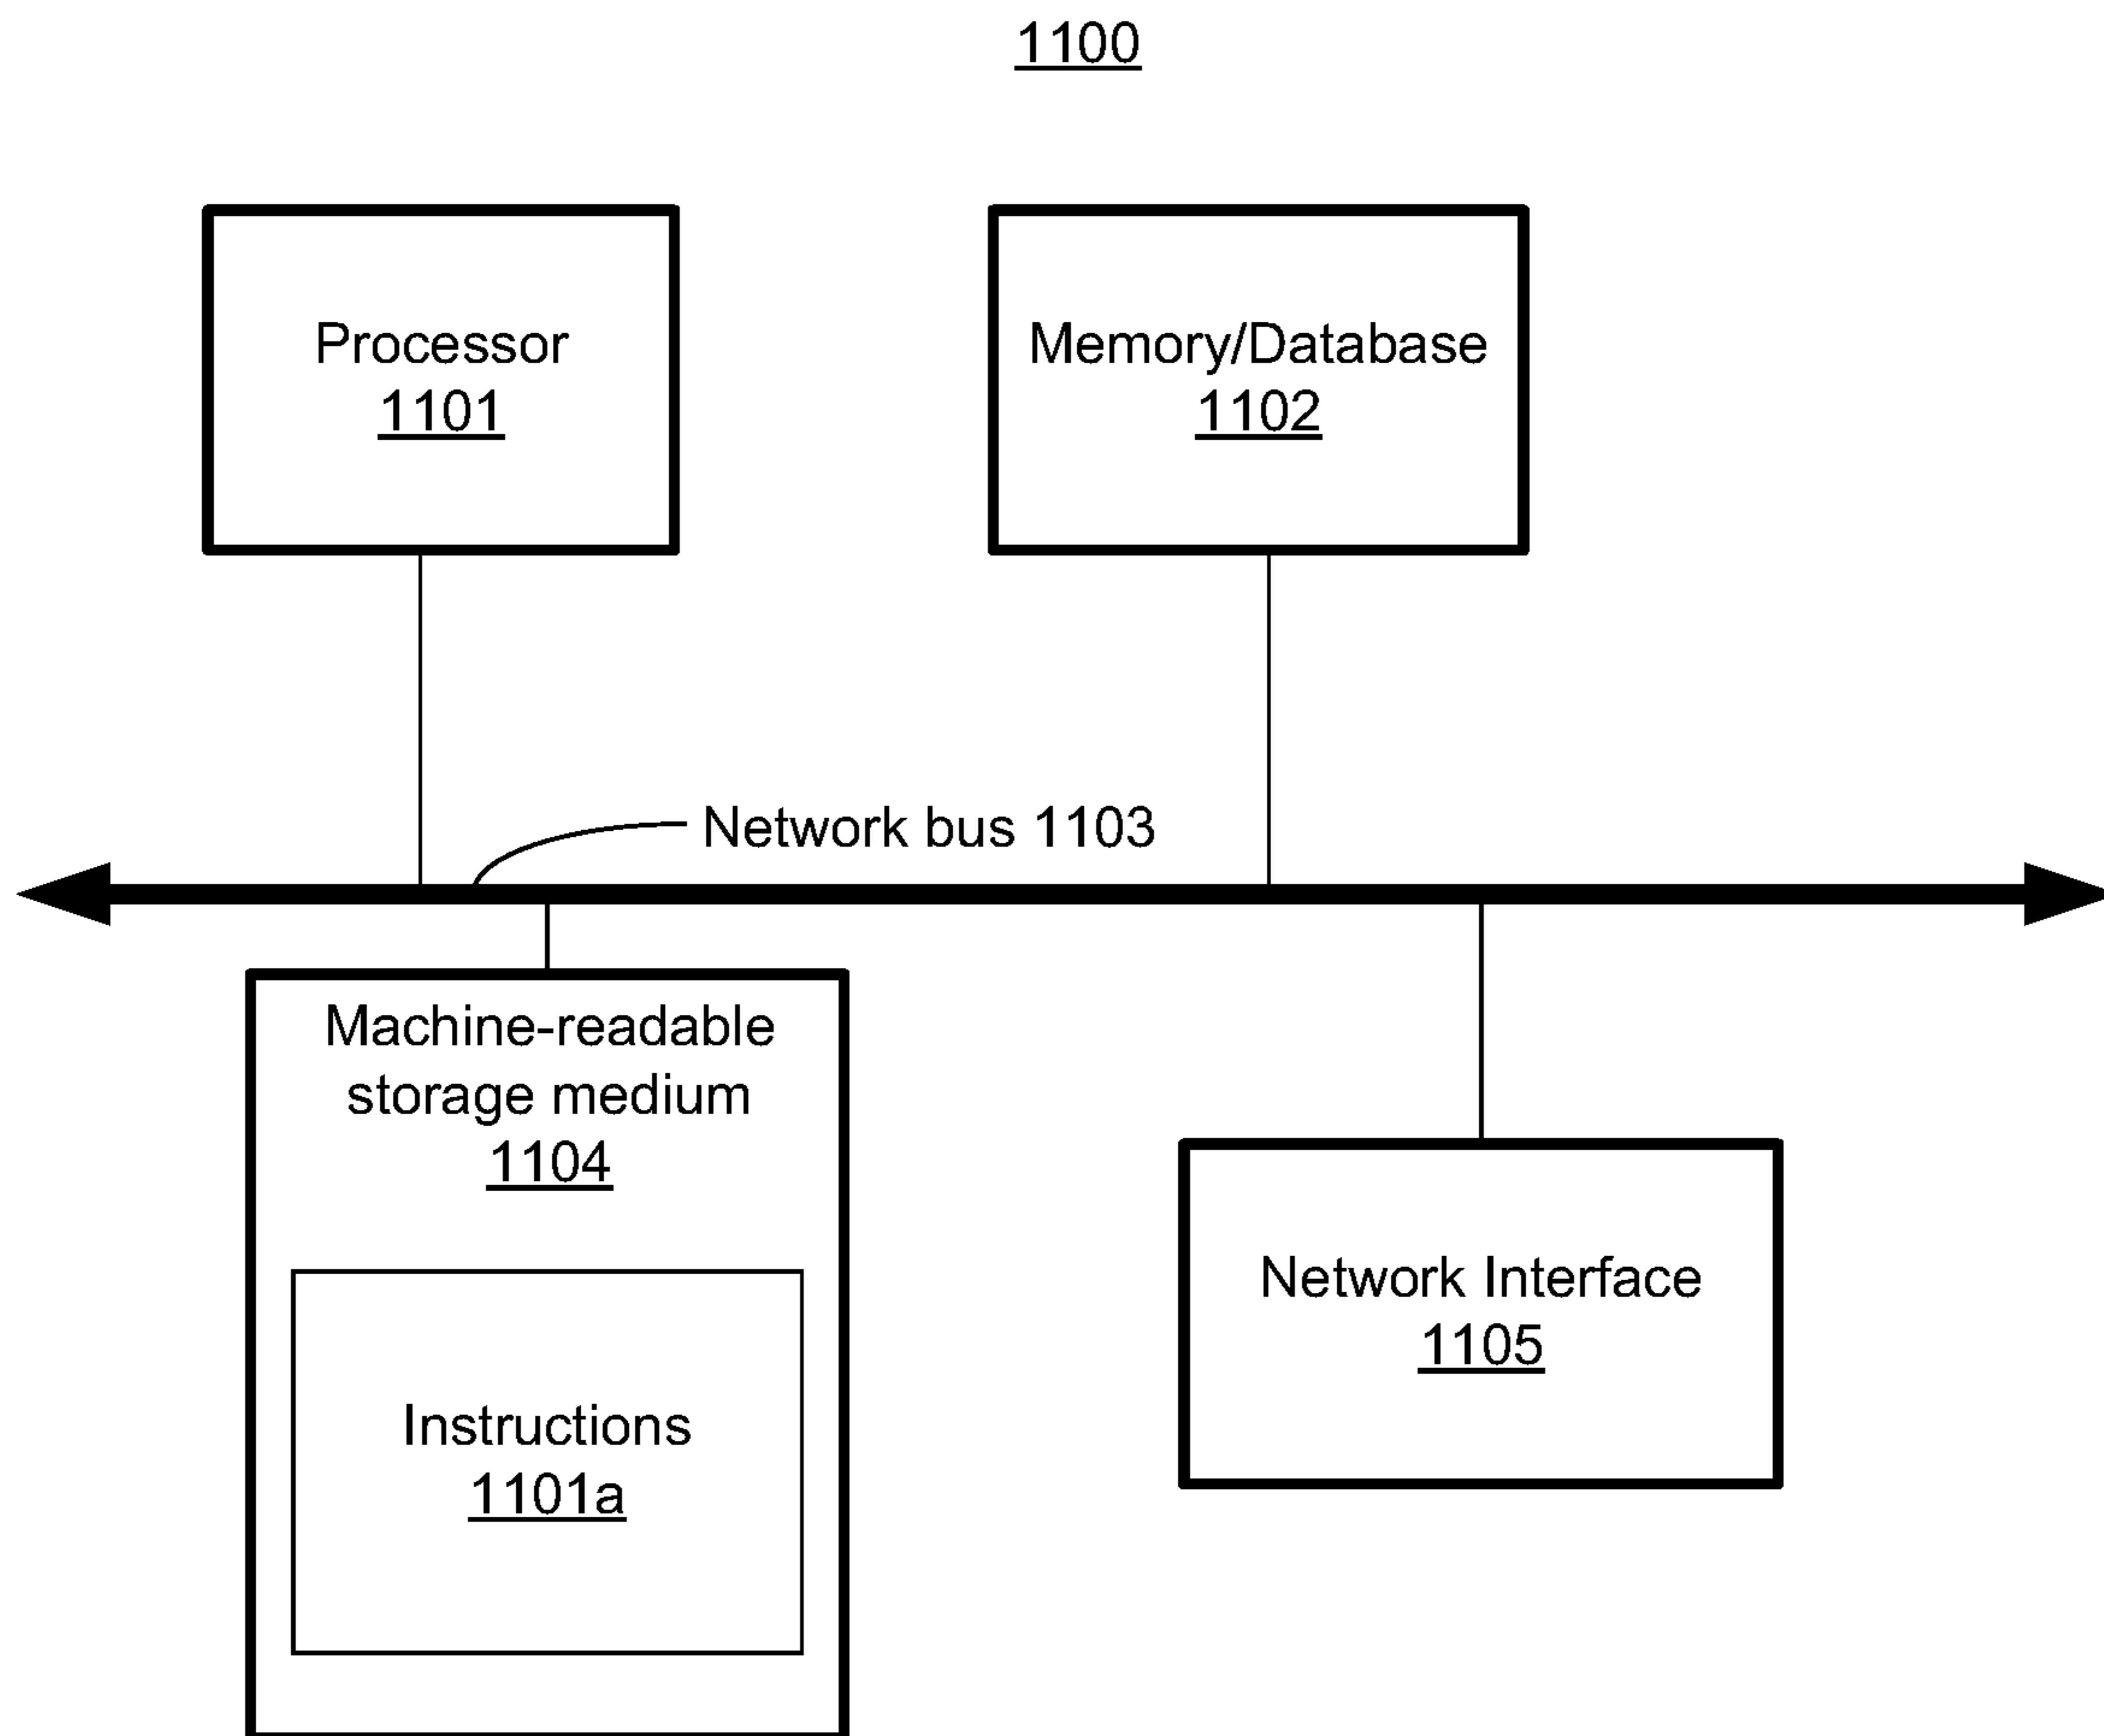 1100
Processor
1101
Memory/Database
1102
Network bus 1103
Machine-readable
storage medium
1104
Instructions
1101a
Network Interface
1105